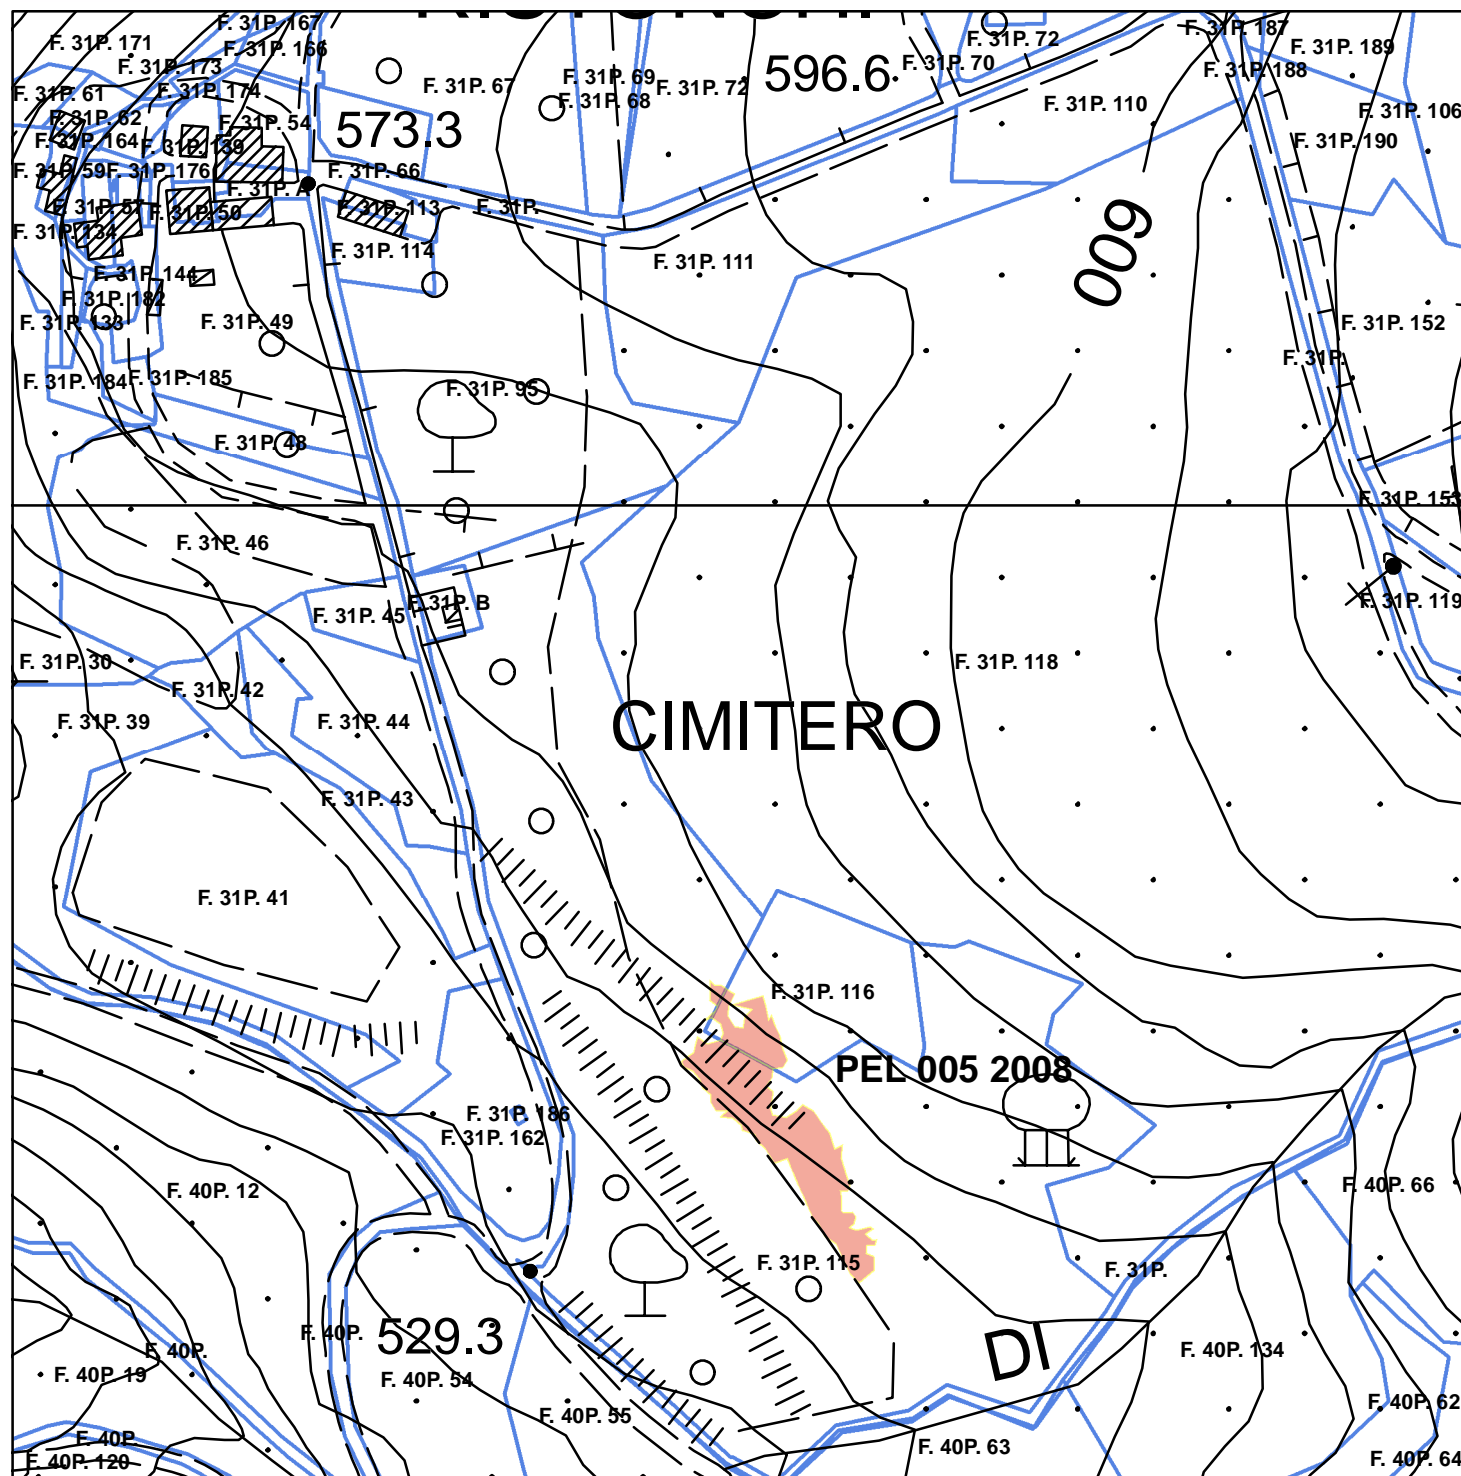 F. 31P. 167
F. 31P. 187
F. 31P. 171
F. 31P. 166
F. 31P. 72
F. 31P. 189
F. 31P. 173
F. 31P. 70
F. 31P. 188
F. 31P. 69
596.6
F. 31P. 67
F. 31P. 72
F. 31P. 61
F. 31P. 174
F. 31P. 68
F. 31P. 110
F. 31P. 106
F. 31P. 62
F. 31P. 54
573.3
F. 31P. 164
F. 31P. 139
F. 31P. 190
F. 31P. 59
F. 31P. 176
F. 31P. 66
F. 31P. A
F. 31P. 57
F. 31P. 50
F. 31P. 113
F. 31P.
F. 31P. 134
F. 31P. 114
F. 31P. 111
600
F. 31P. 144
F. 31P. 182
F. 31P. 133
F. 31P. 49
F. 31P. 152
F. 31P.
F. 31P. 184
F. 31P. 185
F. 31P. 95
F. 31P. 48
F. 31P. 153
F. 31P. 46
F. 31P. 45
F. 31P. B
F. 31P. 119
F. 31P. 30
F. 31P. 118
F. 31P. 42
F. 31P. 39
F. 31P. 44
CIMITERO
F. 31P. 43
F. 31P. 41
F. 31P. 116
PEL 005 2008
F. 31P. 186
F. 31P. 162
F. 40P. 12
F. 40P. 66
F. 31P. 115
F. 31P.
F. 40P.
529.3
F. 40P.
DI
F. 40P. 134
F. 40P. 19
F. 40P. 54
F. 40P. 62
F. 40P. 55
F. 40P.
F. 40P. 63
F. 40P. 120
F. 40P. 64